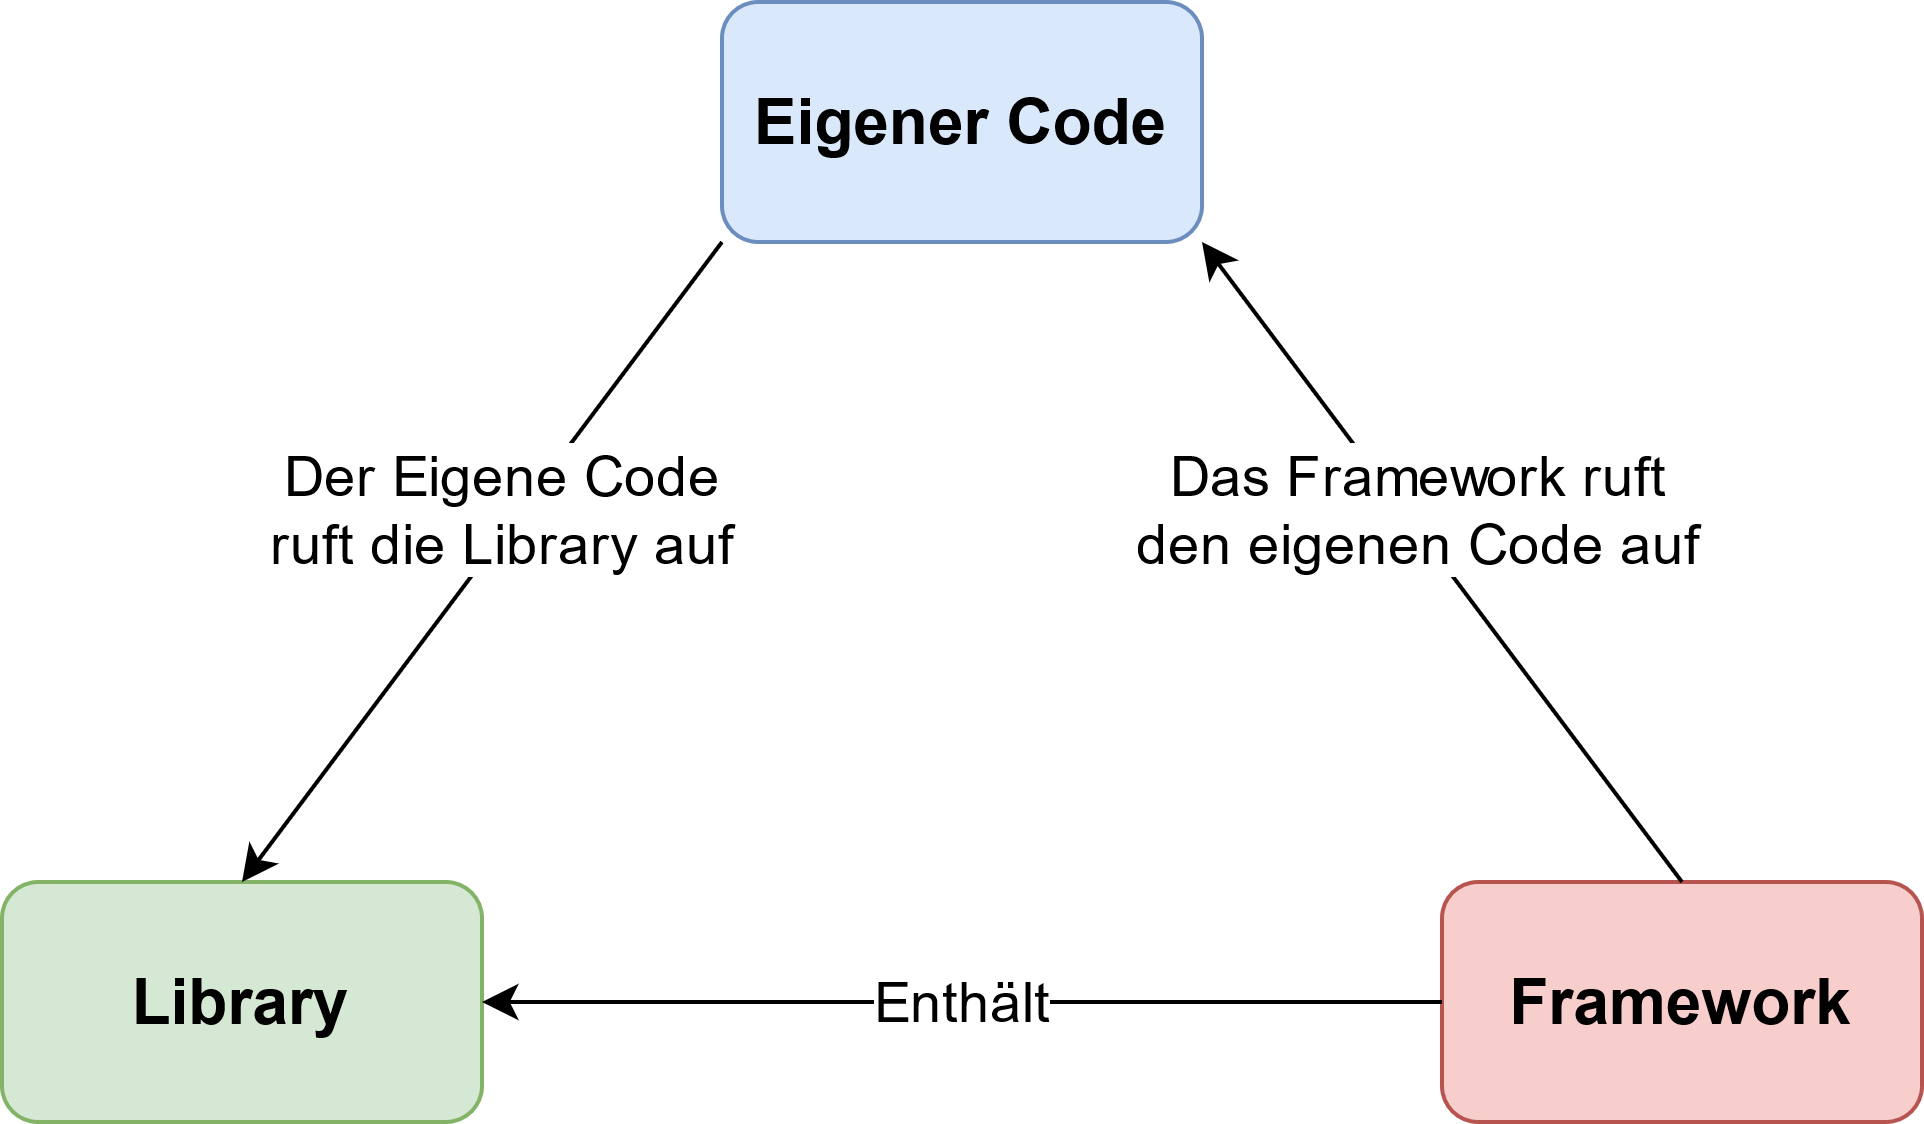 Eigener Code
Der Eigene Code
ruft die Library auf
Das Framework ruft
den eigenen Code auf
Library
Enthält
Framework